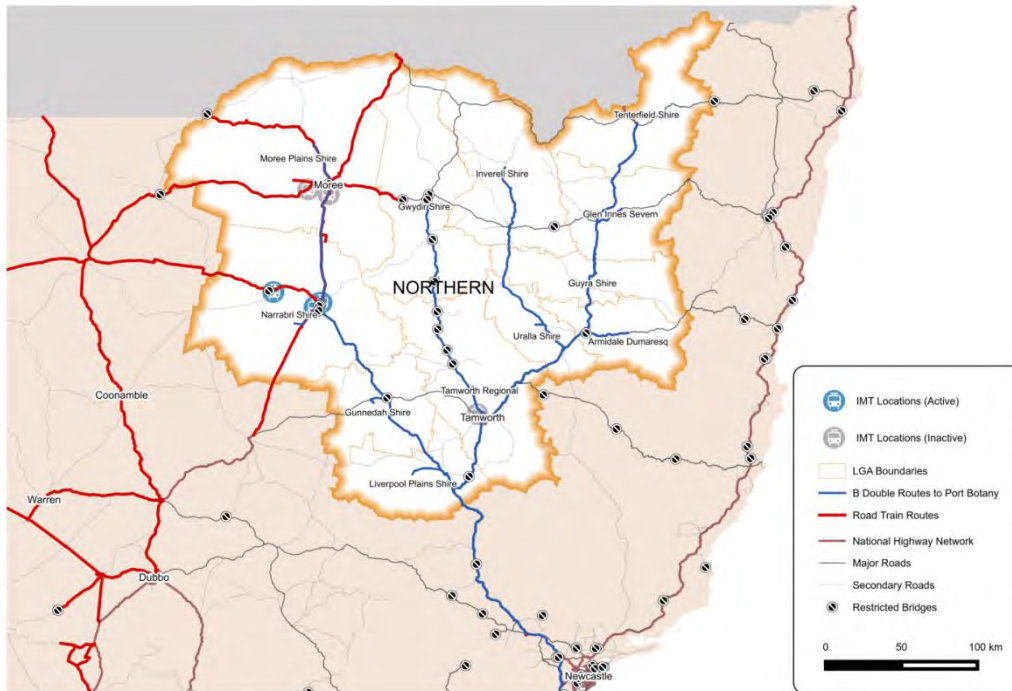 Tenterfield Shire
Moree Plains Shire
Inverell Shire
Moree
Gwydir Shire
Glen Innes Severn
NORTHERN
Guyra Shire
Narrabri Shire
Uralla Shire
Armidale Dumaresq
Coonamble
Tamworth Regional
Gunnedah Shire
Tamworth
Liverpool Plains Shire
Warren
Dubbo
Newcastle
IMT Locations (Active)
IMT Locations (Inactive)
LGA Boundaries
B Double Routes to Port Botany
Road Train Routes
National Highway Network
Major Roads
Secondary Roads
Restricted Bridges
0 50 100 km